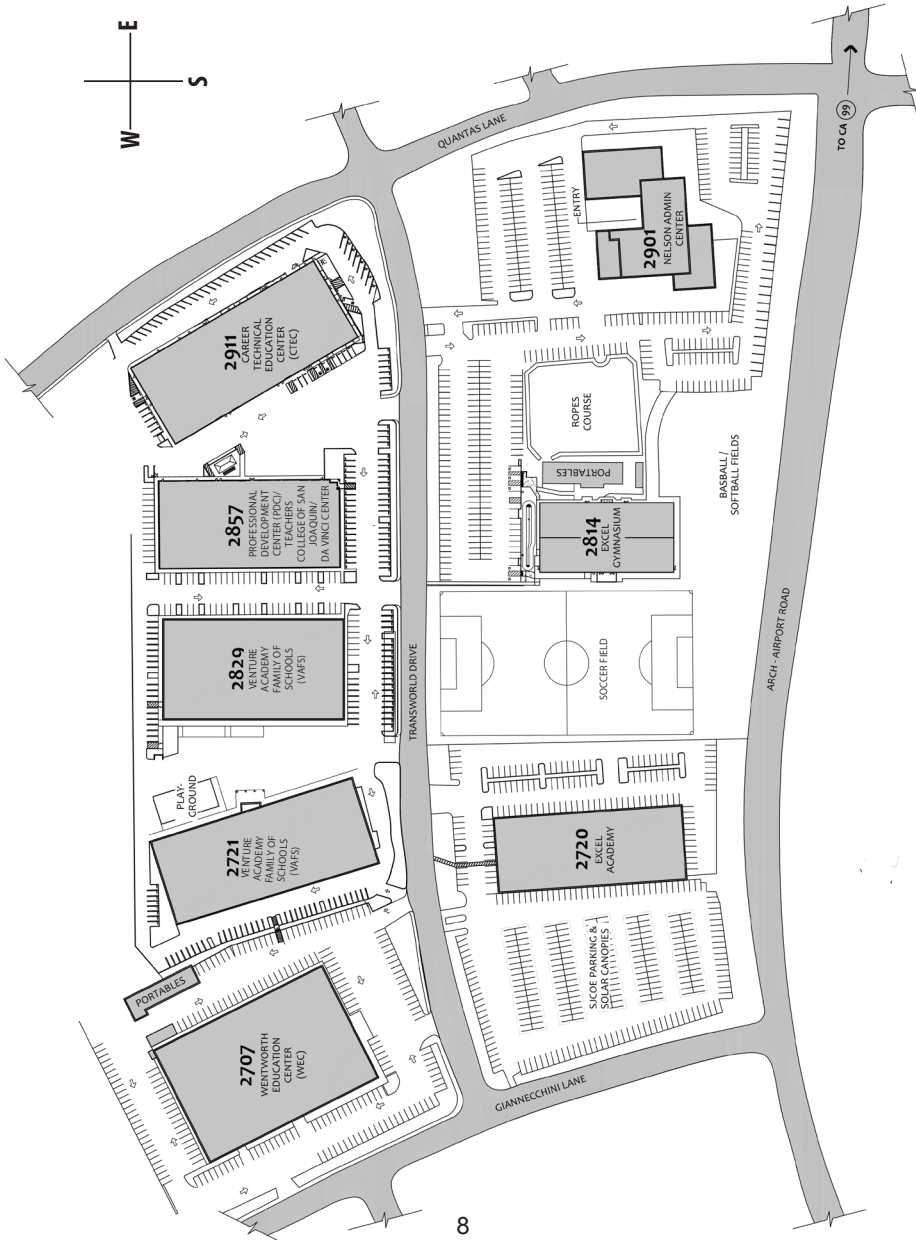 E
S
W
QUANTAS LANE
TO CA 99
ENTRY
2901
NELSON ADMIN
CENTER
2911
CAREER
TECHNICAL
EDUCATION
CENTER
(CTEC)
ROPES
COURSE
PORTABLES
BASBALL /
SOFTBALL FIELDS
2857
PROFESSIONAL
DEVELOPMENT
CENTER (PDC)/
TEACHERS
COLLEGE OF SAN
JOAQUIN/
DA VINCI CENTER
2814
EXCEL
GYMNASIUM
2829
VENTURE
ACADEMY
FAMILY OF
SCHOOLS
(VAFS)
TRANSWORLD DRIVE
SOCCER FIELD
ARCH - AIRPORT ROAD
PLAY-
GROUND
2721
VENTURE
ACADEMY
FAMILY OF
SCHOOLS
(VAFS)
2720
EXCEL
ACADEMY
SJCOE PARKING &
SOLAR CANOPIES
PORTABLES
2707
WENTWORTH
EDUCATION
CENTER
(WEC)
GIANNECCHINI LANE
8